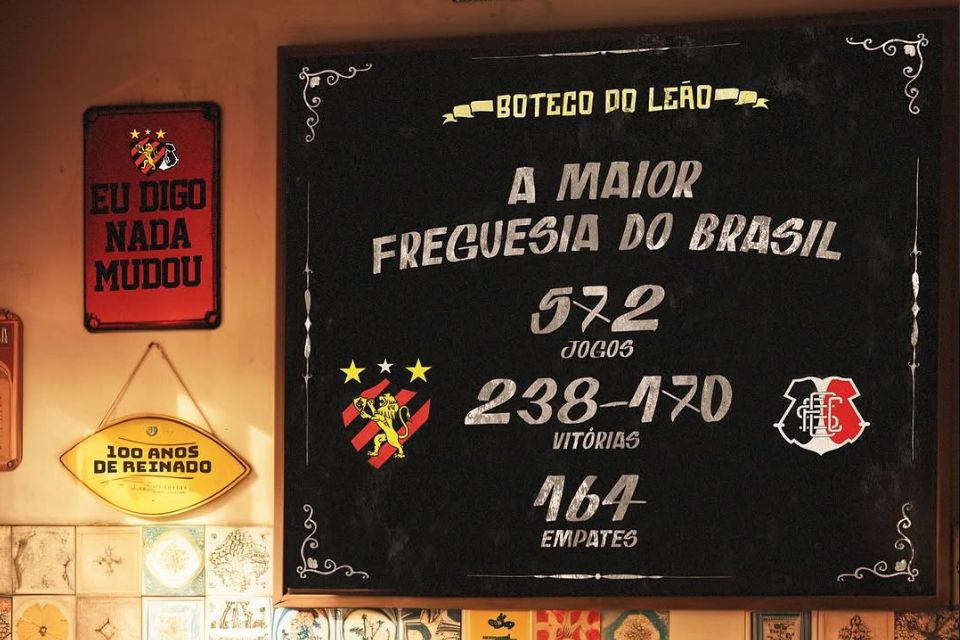 BOTECO DO LEÃO
A MAIOR
FREGUESIA DO BRASIL
572
JOGOS
238-170
VITÓRIAS
164
EMPATES
EU DIGO
NADA
MUDOU
100 ANOS
DE REINADO